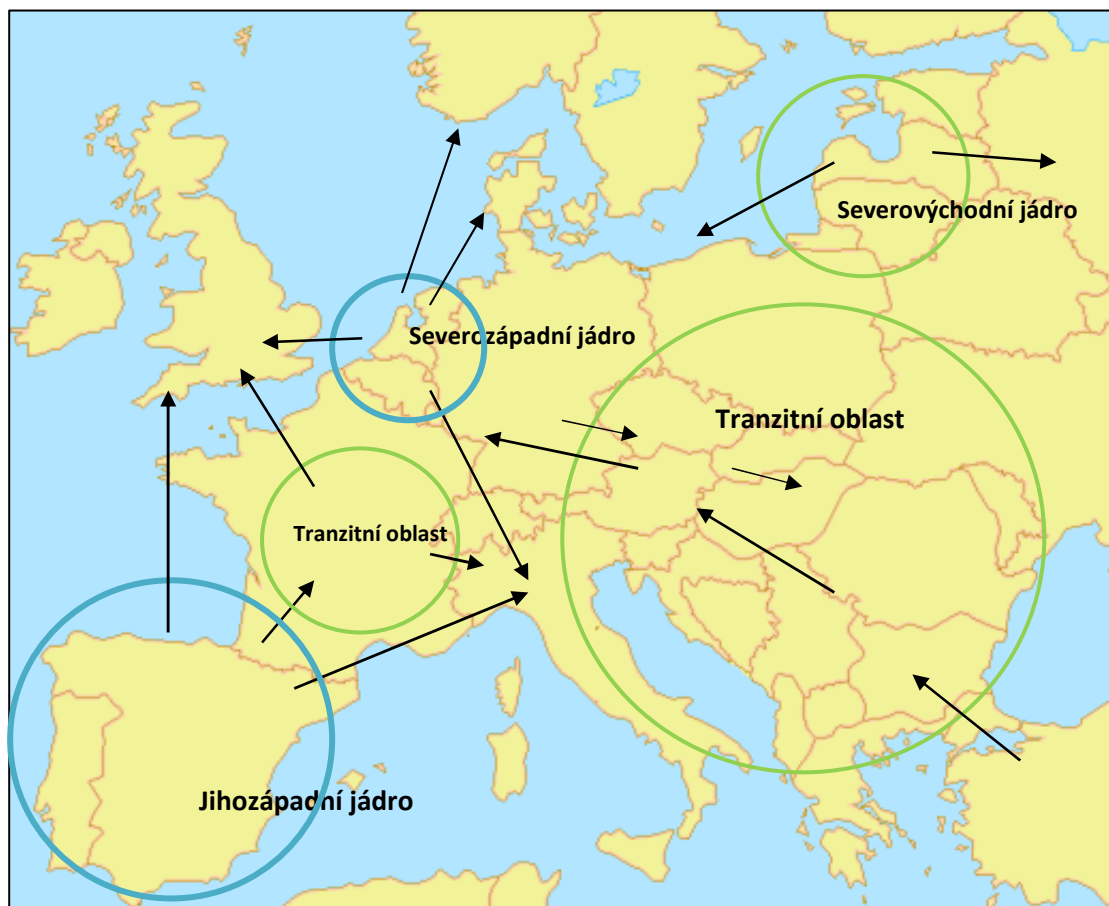 Severovýchodní jádro
Severozápadní jádro
Tranzitní oblast
Tranzitní oblast
Jihozápadní jádro